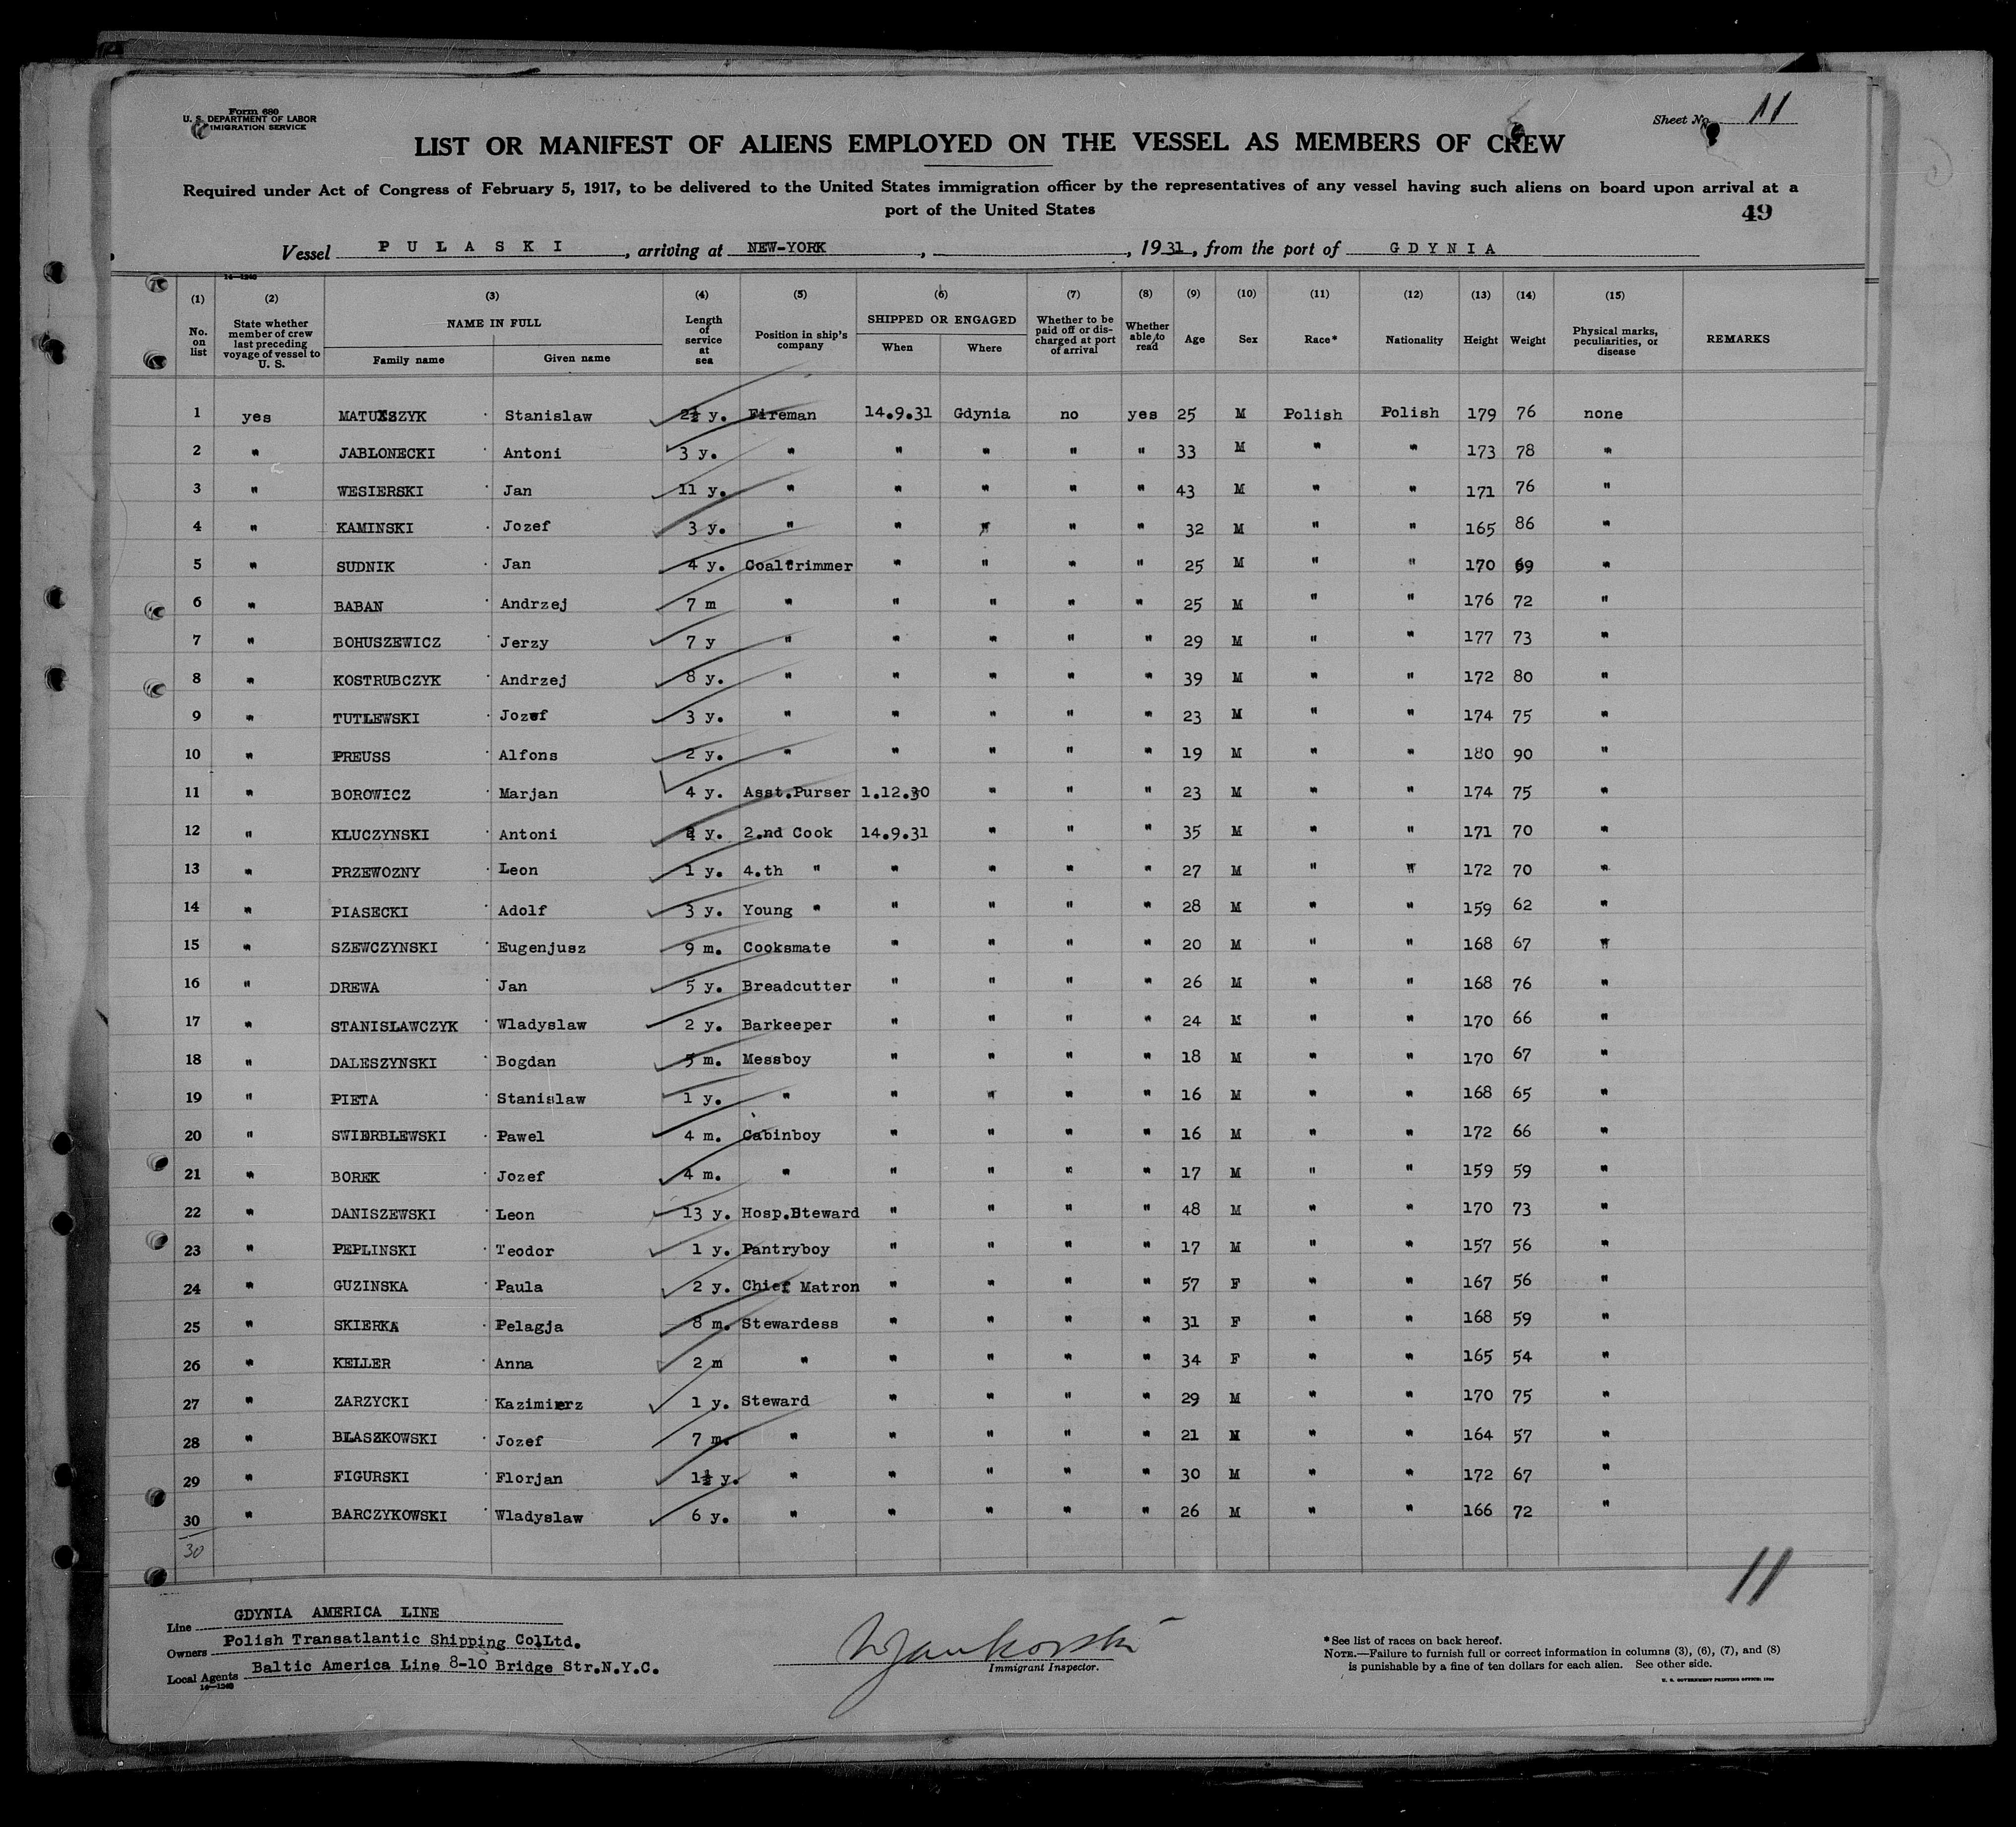 Form 680
U. S. DEPARTMENT OF LABOR
IMIGRATION SERVICE
Sheet No. 11
LIST OR MANIFEST OF ALIENS EMPLOYED ON THE VESSEL AS MEMBERS OF CREW
Required under Act of Congress of February 5, 1917, to be delivered to the United States immigration officer by the representatives of any vessel having such aliens on board upon arrival at a
port of the United States
49
Vessel PULASKI, arriving at NEW-YORK, , 1931, from the port of GDYNIA
14—1240
(1) (2) (3) (4) (5) (6) (7) (8) (9) (10) (11) (12) (13) (14) (15)
No. on list State whether member of crew last preceding voyage of vessel to U. S. NAME IN FULL Family name Given name Length of service at sea Position in ship's company SHIPPED OR ENGAGED When Where Whether to be paid off or discharged at port of arrival Whether able to read Age Sex Race* Nationality Height Weight Physical marks, peculiarities, or disease REMARKS
1 yes MATUSZYK Stanislaw 2½ y. Fireman 14.9.31 Gdynia no yes 25 M Polish Polish 179 76 none
2 " JABLONECKI Antoni 3 y. " " " " " 33 M " " 173 78 "
3 " WESIERSKI Jan 11 y. " " " " " 43 M " " 171 76 "
4 " KAMINSKI Jozef 3 y. " " " " " 32 M " " 165 86 "
5 " SUDNIK Jan 4 y. Coaltrimmer " " " " 25 M " " 170 69 "
6 " BABAN Andrzej 7 m " " " " " 25 M " " 176 72 "
7 " BOHUSZEWICZ Jerzy 7 y " " " " " 29 M " " 177 73 "
8 " KOSTRUBCZYK Andrzej 8 y. " " " " " 39 M " " 172 80 "
9 " TUTLEWSKI Jozef 3 y. " " " " " 23 M " " 174 75 "
10 " PREUSS Alfons 2 y. " " " " " 19 M " " 180 90 "
11 " BOROWICZ Marjan 4 y. Asst.Purser 1.12.30 " " " 23 M " " 174 75 "
12 " KLUCZYNSKI Antoni y. 2.nd Cook 14.9.31 " " " 35 M " " 171 70 "
13 " PRZEWOZNY Leon 1 y. 4.th " " " " " 27 M " " 172 70 "
14 " PIASECKI Adolf 3 y. Young " " " " " 28 M " " 159 62 "
15 " SZEWCZYNSKI Eugenjusz 9 m. Cooksmate " " " " 20 M " " 168 67 "
16 " DREWA Jan 5 y. Breadcutter " " " " 26 M " " 168 76 "
17 " STANISLAWCZYK Wladyslaw 2 y. Barkeeper " " " " 24 M " " 170 66 "
18 " DALESZYNSKI Bogdan 5 m. Messboy " " " " 18 M " " 170 67 "
19 " PIETA Stanislaw 1 y. " " " " " 16 M " " 168 65 "
20 " SWIERBLEWSKI Pawel 4 m. Cabinboy " " " " 16 M " " 172 66 "
21 " BOREK Jozef 4 m. " " " " " 17 M " " 159 59 "
22 " DANISZEWSKI Leon 13 y. Hosp.Steward " " " " 48 M " " 170 73 "
23 " PEPLINSKI Teodor 1 y. Pantryboy " " " " 17 M " " 157 56 "
24 " GUZINSKA Paula 2 y. Chief Matron " " " " 57 F " " 167 56 "
25 " SKIERKA Pelagja 8 m. Stewardess " " " " 31 F " " 168 59 "
26 " KELLER Anna 2 m " " " " " 34 F " " 165 54 "
27 " ZARZYCKI Kazimierz 1 y. Steward " " " " 29 M " " 170 75 "
28 " BLASZKOWSKI Jozef 7 m. " " " " " 21 M " " 164 57 "
29 " FIGURSKI Florjan 1½ y. " " " " " 30 M " " 172 67 "
30 " BARCZYKOWSKI Wladyslaw 6 y. " " " " " 26 M " " 166 72 "
30
11
Line GDYNIA AMERICA LINE
Owners Polish Transatlantic Shipping Co.Ltd.
Local Agents Baltic America Line 8-10 Bridge Str.N.Y.C.
14—1240
Immigrant Inspector.
*See list of races on back hereof.
NOTE.—Failure to furnish full or correct information in columns (3), (6), (7), and (8)
is punishable by a fine of ten dollars for each alien. See other side.
U. S. GOVERNMENT PRINTING OFFICE: 1930